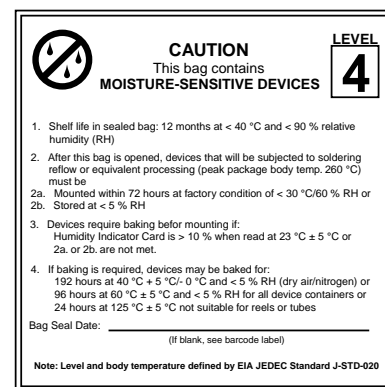 LEVEL
4
CAUTION
This bag contains
MOISTURE-SENSITIVE DEVICES
1. Shelf life in sealed bag: 12 months at < 40 °C and < 90 % relative
humidity (RH)
2. After this bag is opened, devices that will be subjected to soldering
reflow or equivalent processing (peak package body temp. 260 °C)
must be
2a. Mounted within 72 hours at factory condition of < 30 °C/60 % RH or
2b. Stored at < 5 % RH
3. Devices require baking befor mounting if:
Humidity Indicator Card is > 10 % when read at 23 °C ± 5 °C or
2a. or 2b. are not met.
4. If baking is required, devices may be baked for:
192 hours at 40 °C + 5 °C/- 0 °C and < 5 % RH (dry air/nitrogen) or
96 hours at 60 °C ± 5 °C and < 5 % RH for all device containers or
24 hours at 125 °C ± 5 °C not suitable for reels or tubes
Bag Seal Date:
(If blank, see barcode label)
Note: Level and body temperature defined by EIA JEDEC Standard J-STD-020